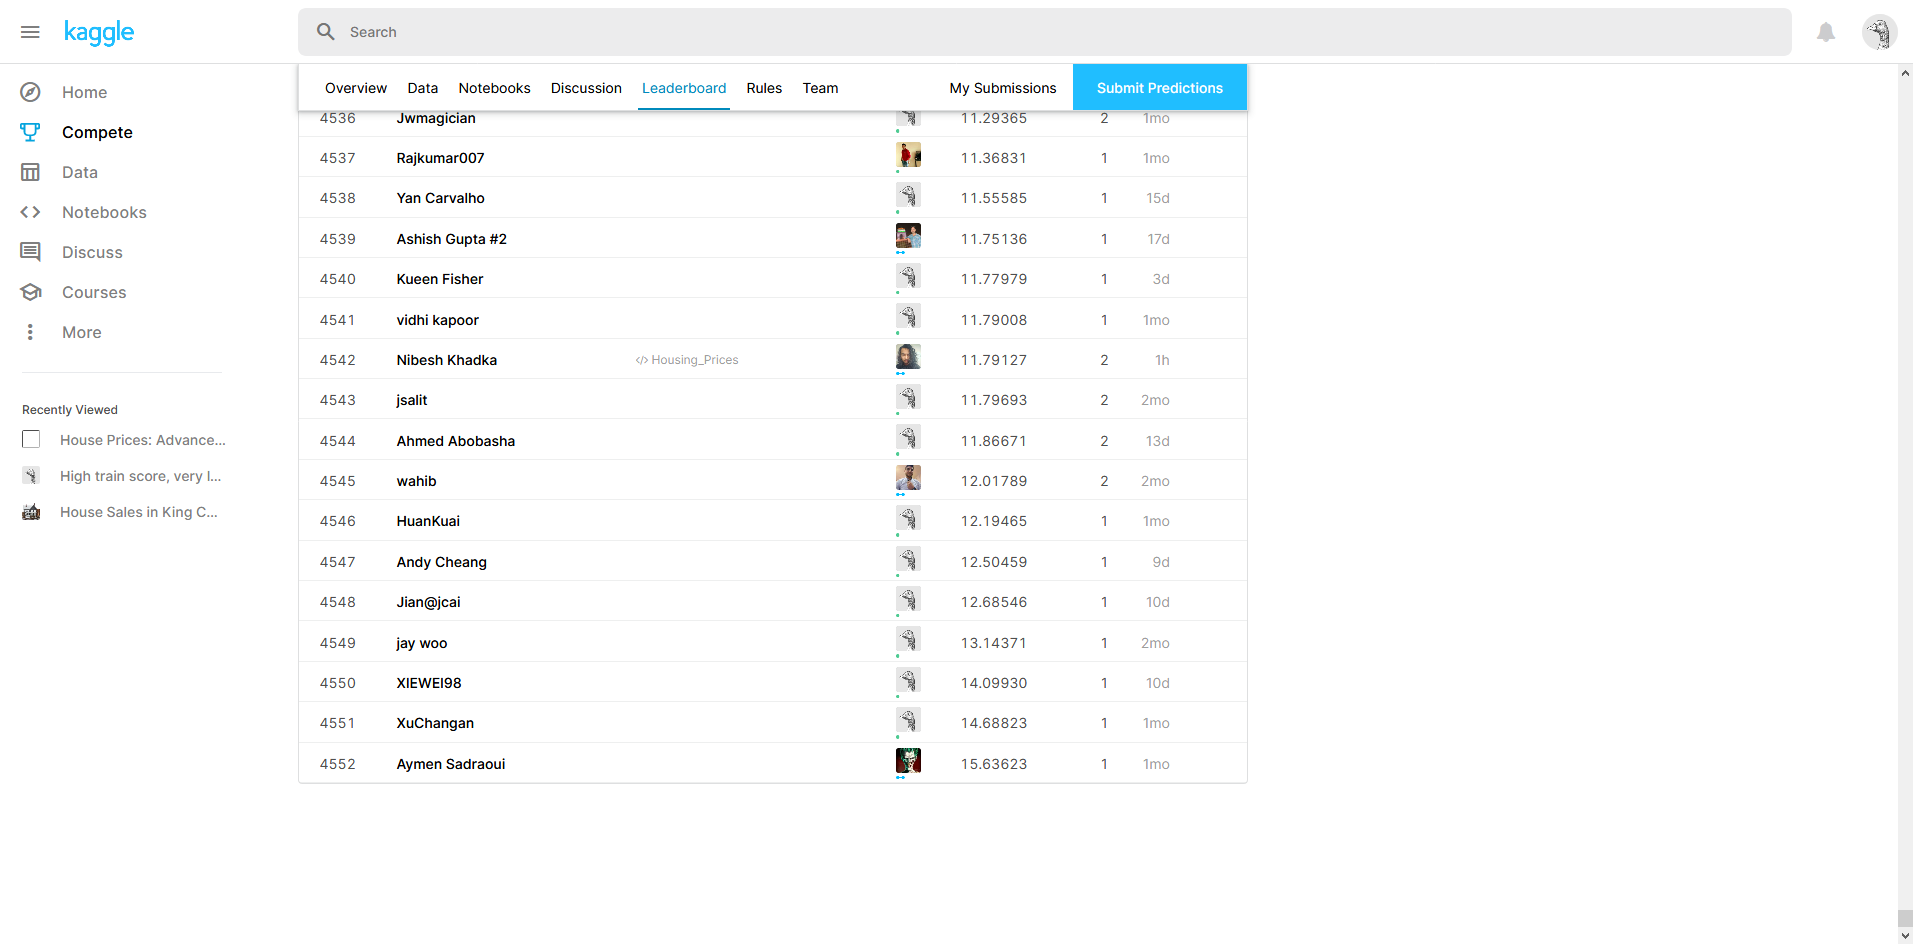 kaggle
Search
Home
Compete
Data
Notebooks
Discuss
Courses
More
Recently Viewed
House Prices: Advance...
High train score, very l...
House Sales in King C...
Overview Data Notebooks Discussion Leaderboard Rules Team My Submissions Submit Predictions
4536 Jwmagician 11.29365 2 1mo
4537 Rajkumar007 11.36831 1 1mo
4538 Yan Carvalho 11.55585 1 15d
4539 Ashish Gupta #2 11.75136 1 17d
4540 Kueen Fisher 11.77979 1 3d
4541 vidhi kapoor 11.79008 1 1mo
4542 Nibesh Khadka </> Housing_Prices 11.79127 2 1h
4543 jsalit 11.79693 2 2mo
4544 Ahmed Abobasha 11.86671 2 13d
4545 wahib 12.01789 2 2mo
4546 HuanKuai 12.19465 1 1mo
4547 Andy Cheang 12.50459 1 9d
4548 Jian@jcai 12.68546 1 10d
4549 jay woo 13.14371 1 2mo
4550 XIEWEI98 14.09930 1 10d
4551 XuChangan 14.68823 1 1mo
4552 Aymen Sadraoui 15.63623 1 1mo